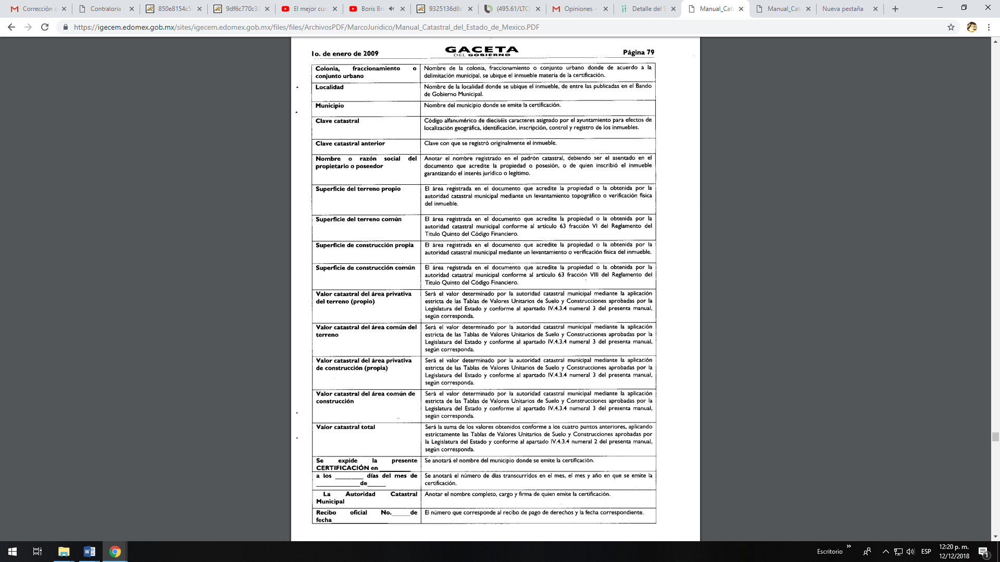 Corrección d
Contraloria -
850e8154c5
9df6c770c33
El mejor cur
Boris Br
9325136d8c
(495.61/LTC)
Opiniones -
Detalle del S
Manual_Cata
Manual_Cat
Nueva pestaña
https://igecem.edomex.gob.mx/sites/igecem.edomex.gob.mx/files/files/ArchivosPDF/MarcoJuridico/Manual_Catastral_del_Estado_de_Mexico.PDF
1o. de enero de 2009
GACETA
DEL GOBIERNO
Página 79
Colonia, fraccionamiento o
conjunto urbano
Nombre de la colonia, fraccionamiento o conjunto urbano donde de acuerdo a la
delimitación municipal, se ubique el inmueble materia de la certificación.
Localidad
Nombre de la localidad donde se ubique el inmueble, de entre las publicadas en el Bando
de Gobierno Municipal.
Municipio
Nombre del municipio donde se emite la certificación.
Clave catastral
Código alfanumérico de dieciséis caracteres asignado por el ayuntamiento para efectos de
localización geográfica, identificación, inscripción, control y registro de los inmuebles.
Clave catastral anterior
Clave con que se registró originalmente el inmueble.
Nombre o razón social del
propietario o poseedor
Anotar el nombre registrado en el padrón catastral, debiendo ser el asentado en el
documento que acredite la propiedad o posesión, o de quien inscribió el inmueble
garantizando el interés jurídico o legítimo.
Superficie del terreno propio
El área registrada en el documento que acredite la propiedad o la obtenida por la
autoridad catastral municipal mediante un levantamiento topográfico o verificación física
del inmueble.
Superficie del terreno común
El área registrada en el documento que acredite la propiedad o la obtenida por la
autoridad catastral municipal conforme al artículo 63 fracción VI del Reglamento del
Titulo Quinto del Código Financiero.
Superficie de construcción propia
El área registrada en el documento que acredite la propiedad o la obtenida por la
autoridad catastral municipal mediante un levantamiento o verificación física del inmueble.
Superficie de construcción común
El área registrada en el documento que acredite la propiedad o la obtenida por la
autoridad catastral municipal conforme al artículo 63 fracción VIII del Reglamento del
Titulo Quinto del Código Financiero.
Valor catastral del área privativa
del terreno (propio)
Será el valor determinado por la autoridad catastral municipal mediante la aplicación
estricta de las Tablas de Valores Unitarios de Suelo y Construcciones aprobadas por la
Legislatura del Estado y conforme al apartado IV.4.3.4 numeral 3 del presenta manual,
según corresponda.
Valor catastral del área común del
terreno
Será el valor determinado por la autoridad catastral municipal mediante la aplicación
estricta de las Tablas de Valores Unitarios de Suelo y Construcciones aprobadas por la
Legislatura del Estado y conforme al apartado IV.4.3.4 numeral 3 del presenta manual,
según corresponda.
Valor catastral del área privativa
de construcción (propia)
Será el valor determinado por la autoridad catastral municipal mediante la aplicación
estricta de las Tablas de Valores Unitarios de Suelo y Construcciones aprobadas por la
Legislatura del Estado y conforme al apartado IV.4.3.4 numeral 3 del presenta manual,
según corresponda.
Valor catastral del área común de
construcción
Será el valor determinado por la autoridad catastral municipal mediante la aplicación
estricta de las Tablas de Valores Unitarios de Suelo y Construcciones aprobadas por la
Legislatura del Estado y conforme al apartado IV.4.3.4 numeral 3 del presenta manual,
según corresponda.
Valor catastral total
Será la suma de los valores obtenidos conforme a los cuatro puntos anteriores, aplicando
estrictamente las Tablas de Valores Unitarios de Suelo y Construcciones aprobadas por
la Legislatura del Estado y conforme al apartado IV.4.3.4 numeral 2 del presenta manual,
según corresponda.
Se expide la presente
CERTIFICACIÓN en ________
Se anotará el nombre del municipio donde se emite la certificación.
a los ________ días del mes de
____________de_____
Se anotará el número de días transcurridos en el mes, el mes y año en que se emite la
certificación.
La Autoridad Catastral
Municipal
Anotar el nombre completo, cargo y firma de quien emite la certificación.
Recibo oficial No._____de
fecha________________
El número que corresponde al recibo de pago de derechos y la fecha correspondiente.
Escritorio
ESP
12:20 p. m.
12/12/2018
1